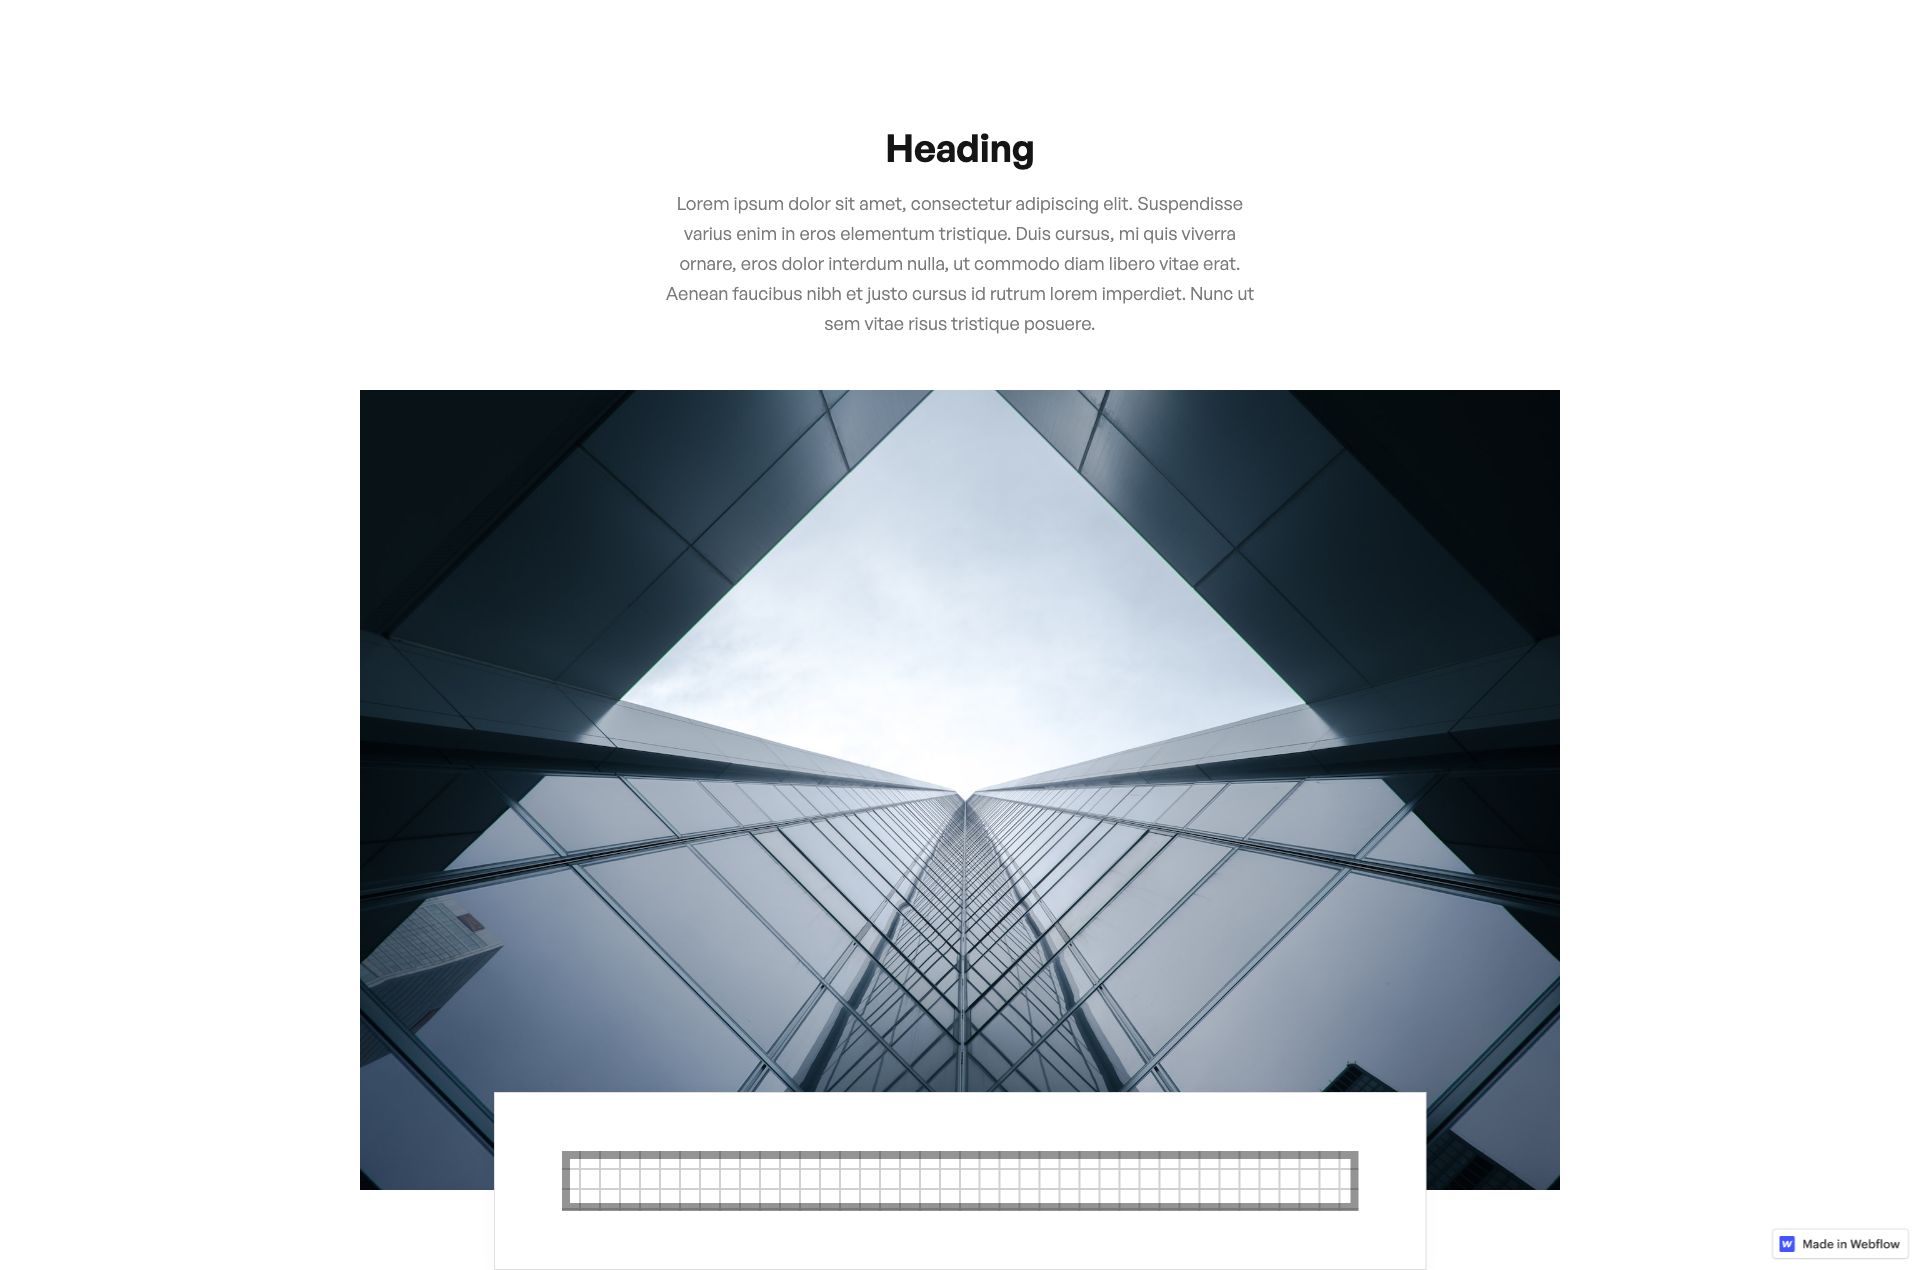 Heading
Lorem ipsum dolor sit amet, consectetur adipiscing elit. Suspendisse
varius enim in eros elementum tristique. Duis cursus, mi quis viverra
ornare, eros dolor interdum nulla, ut commodo diam libero vitae erat.
Aenean faucibus nibh et justo cursus id rutrum lorem imperdiet. Nunc ut
sem vitae risus tristique posuere.
Made in Webflow